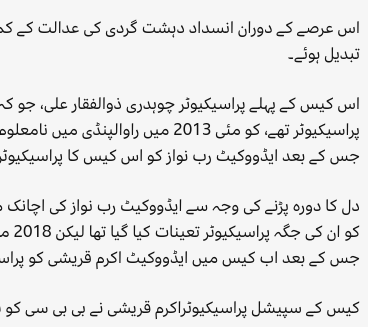 اس عرصے کے دوران انسداد دہشت گردی کی عدالت کے
تبدیل ہوئے۔
اس کیس کے پہلے پراسیکیوٹر چوہدری ذوالفقار علی، جو کہ
پراسیکیوٹر تھے، کو مئی 2013 میں راولپنڈی میں نامعلوم
جس کے بعد ایڈووکیٹ رب نواز کو اس کیس کا پراسیکیوٹر
دل کا دورہ پڑنے کی وجہ سے ایڈووکیٹ رب نواز کی اچانک
کو ان کی جگہ پراسیکیوٹر تعینات کیا گیا تھا لیکن 2018
جس کے بعد اب کیس میں ایڈووکیٹ اکرم قریشی کو
کیس کے سپیشل پراسیکیوٹراکرم قریشی نے بی بی سی کو